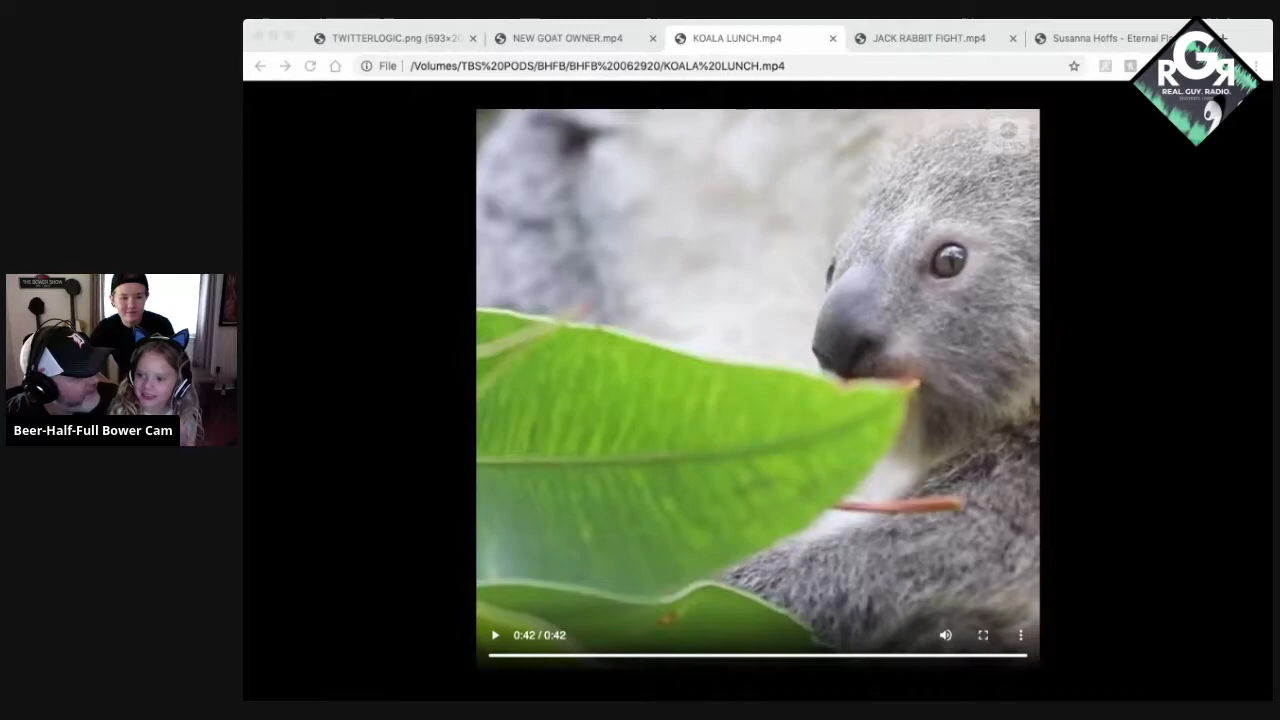 TWITTERLOGIC.png (593×2
NEW GOAT OWNER.mp4
KOALA LUNCH.mp4
JACK RABBIT FIGHT.mp4
Susanna Hoffs - Eternal Fl
File
/Volumes/TBS%20PODS/BHFB/BHFB%20062920/KOALA%20LUNCH.mp4
RGR
REAL. GUY. RADIO.
NEWS
THE BOWER SHOW
Beer-Half-Full Bower Cam
0:42 / 0:42